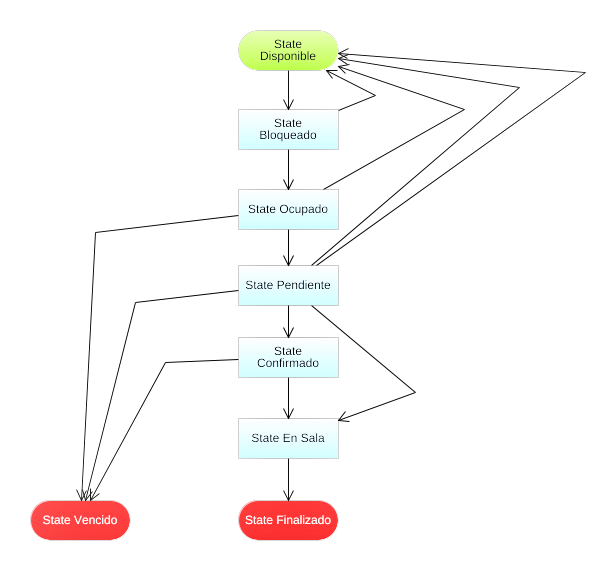 State
Disponible
State
Bloqueado
State Ocupado
State Pendiente
State
Confirmado
State En Sala
State Vencido
State Finalizado